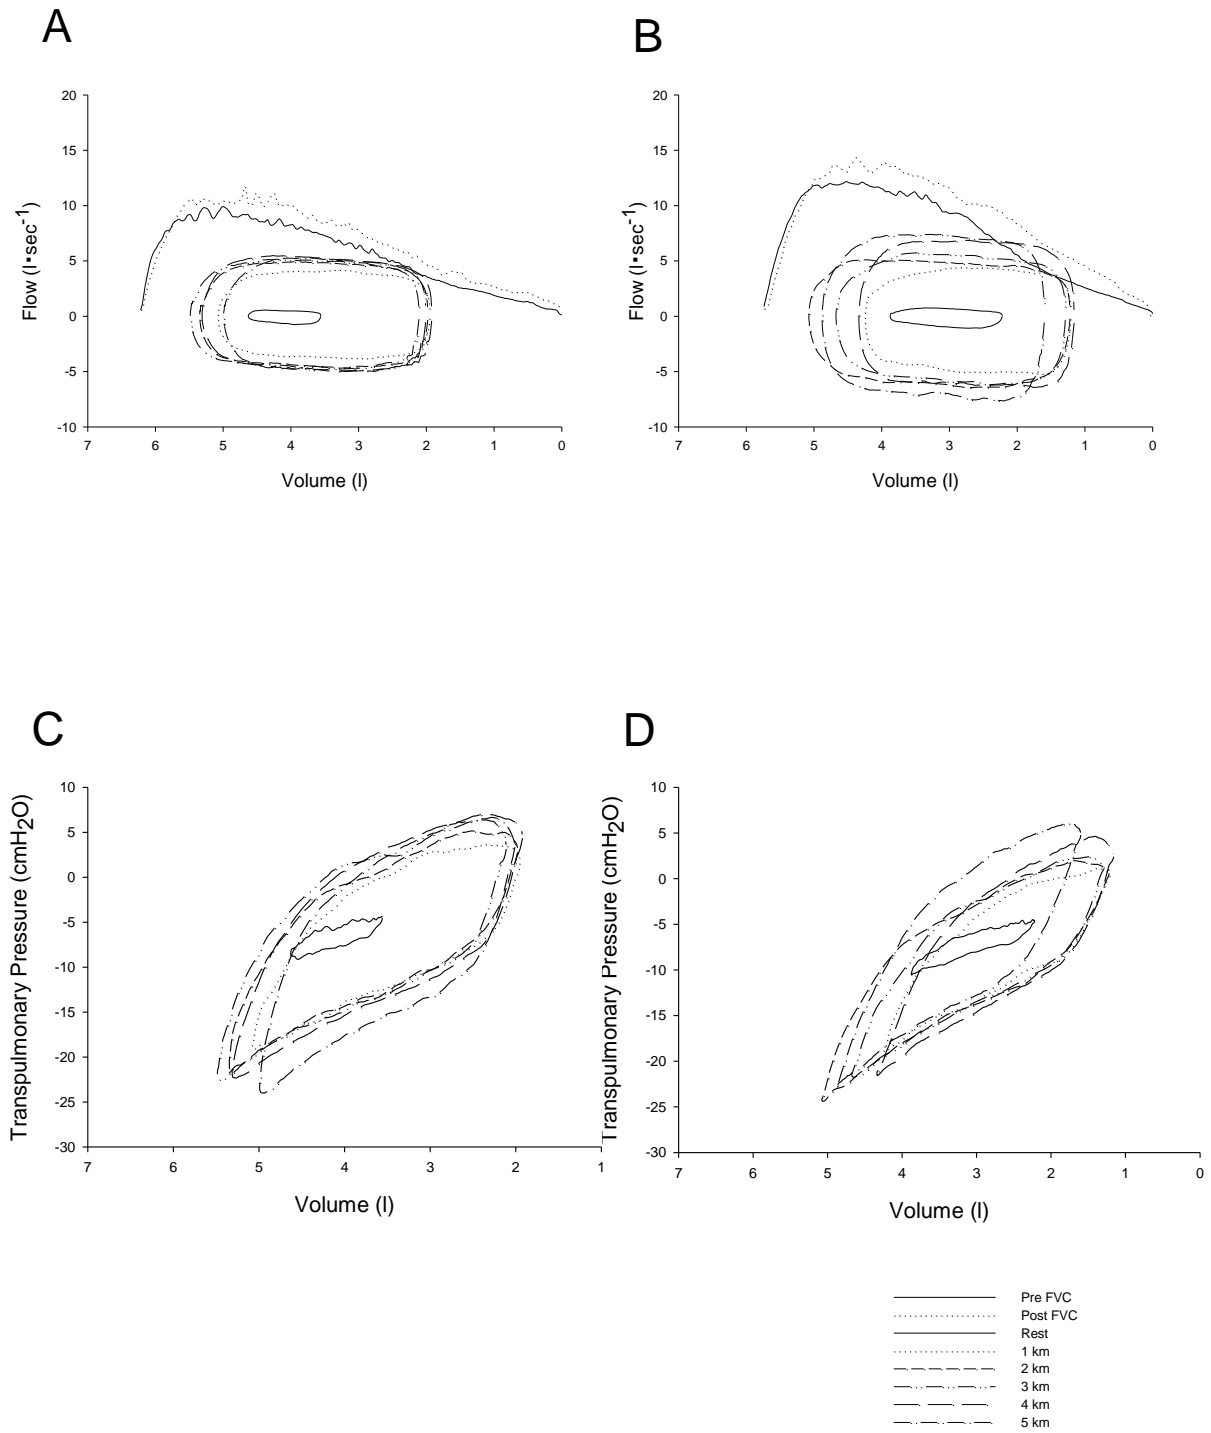 A
20
15
10
5
0
-5
-10
Flow (l•sec-1)
7 6 5 4 3 2 1 0
Volume (l)
B
20
15
10
5
0
-5
-10
Flow (l•sec-1)
7 6 5 4 3 2 1 0
Volume (l)
C
10
5
0
-5
-10
-15
-20
-25
-30
Transpulmonary Pressure (cmH2O)
7 6 5 4 3 2 1
Volume (l)
D
10
5
0
-5
-10
-15
-20
-25
-30
Transpulmonary Pressure (cmH2O)
7 6 5 4 3 2 1 0
Volume (l)
Pre FVC
Post FVC
Rest
1 km
2 km
3 km
4 km
5 km